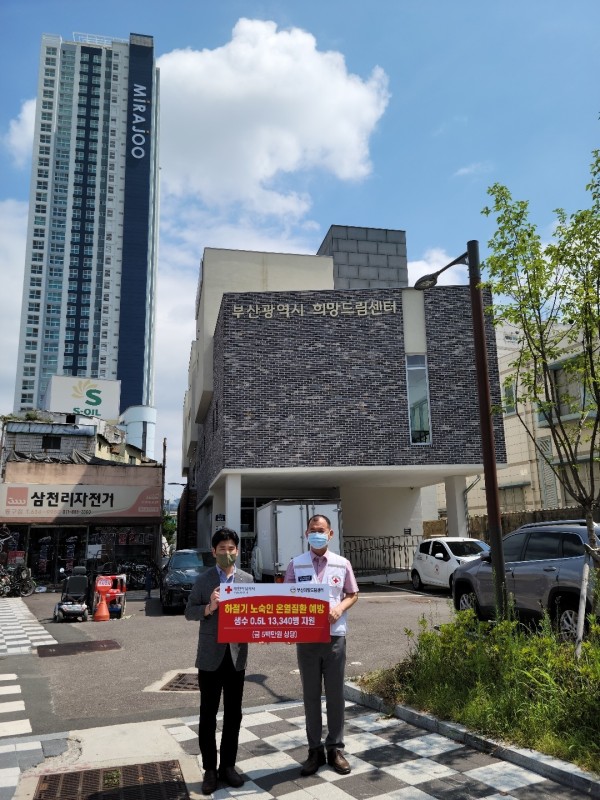 MIRAJOO
부산광역시 희망드림센터
S-OIL
삼천리자전거
하절기 노숙인 온열질환 예방
생수 0.5L 13,340병 지원
(금 5백만원 상당)